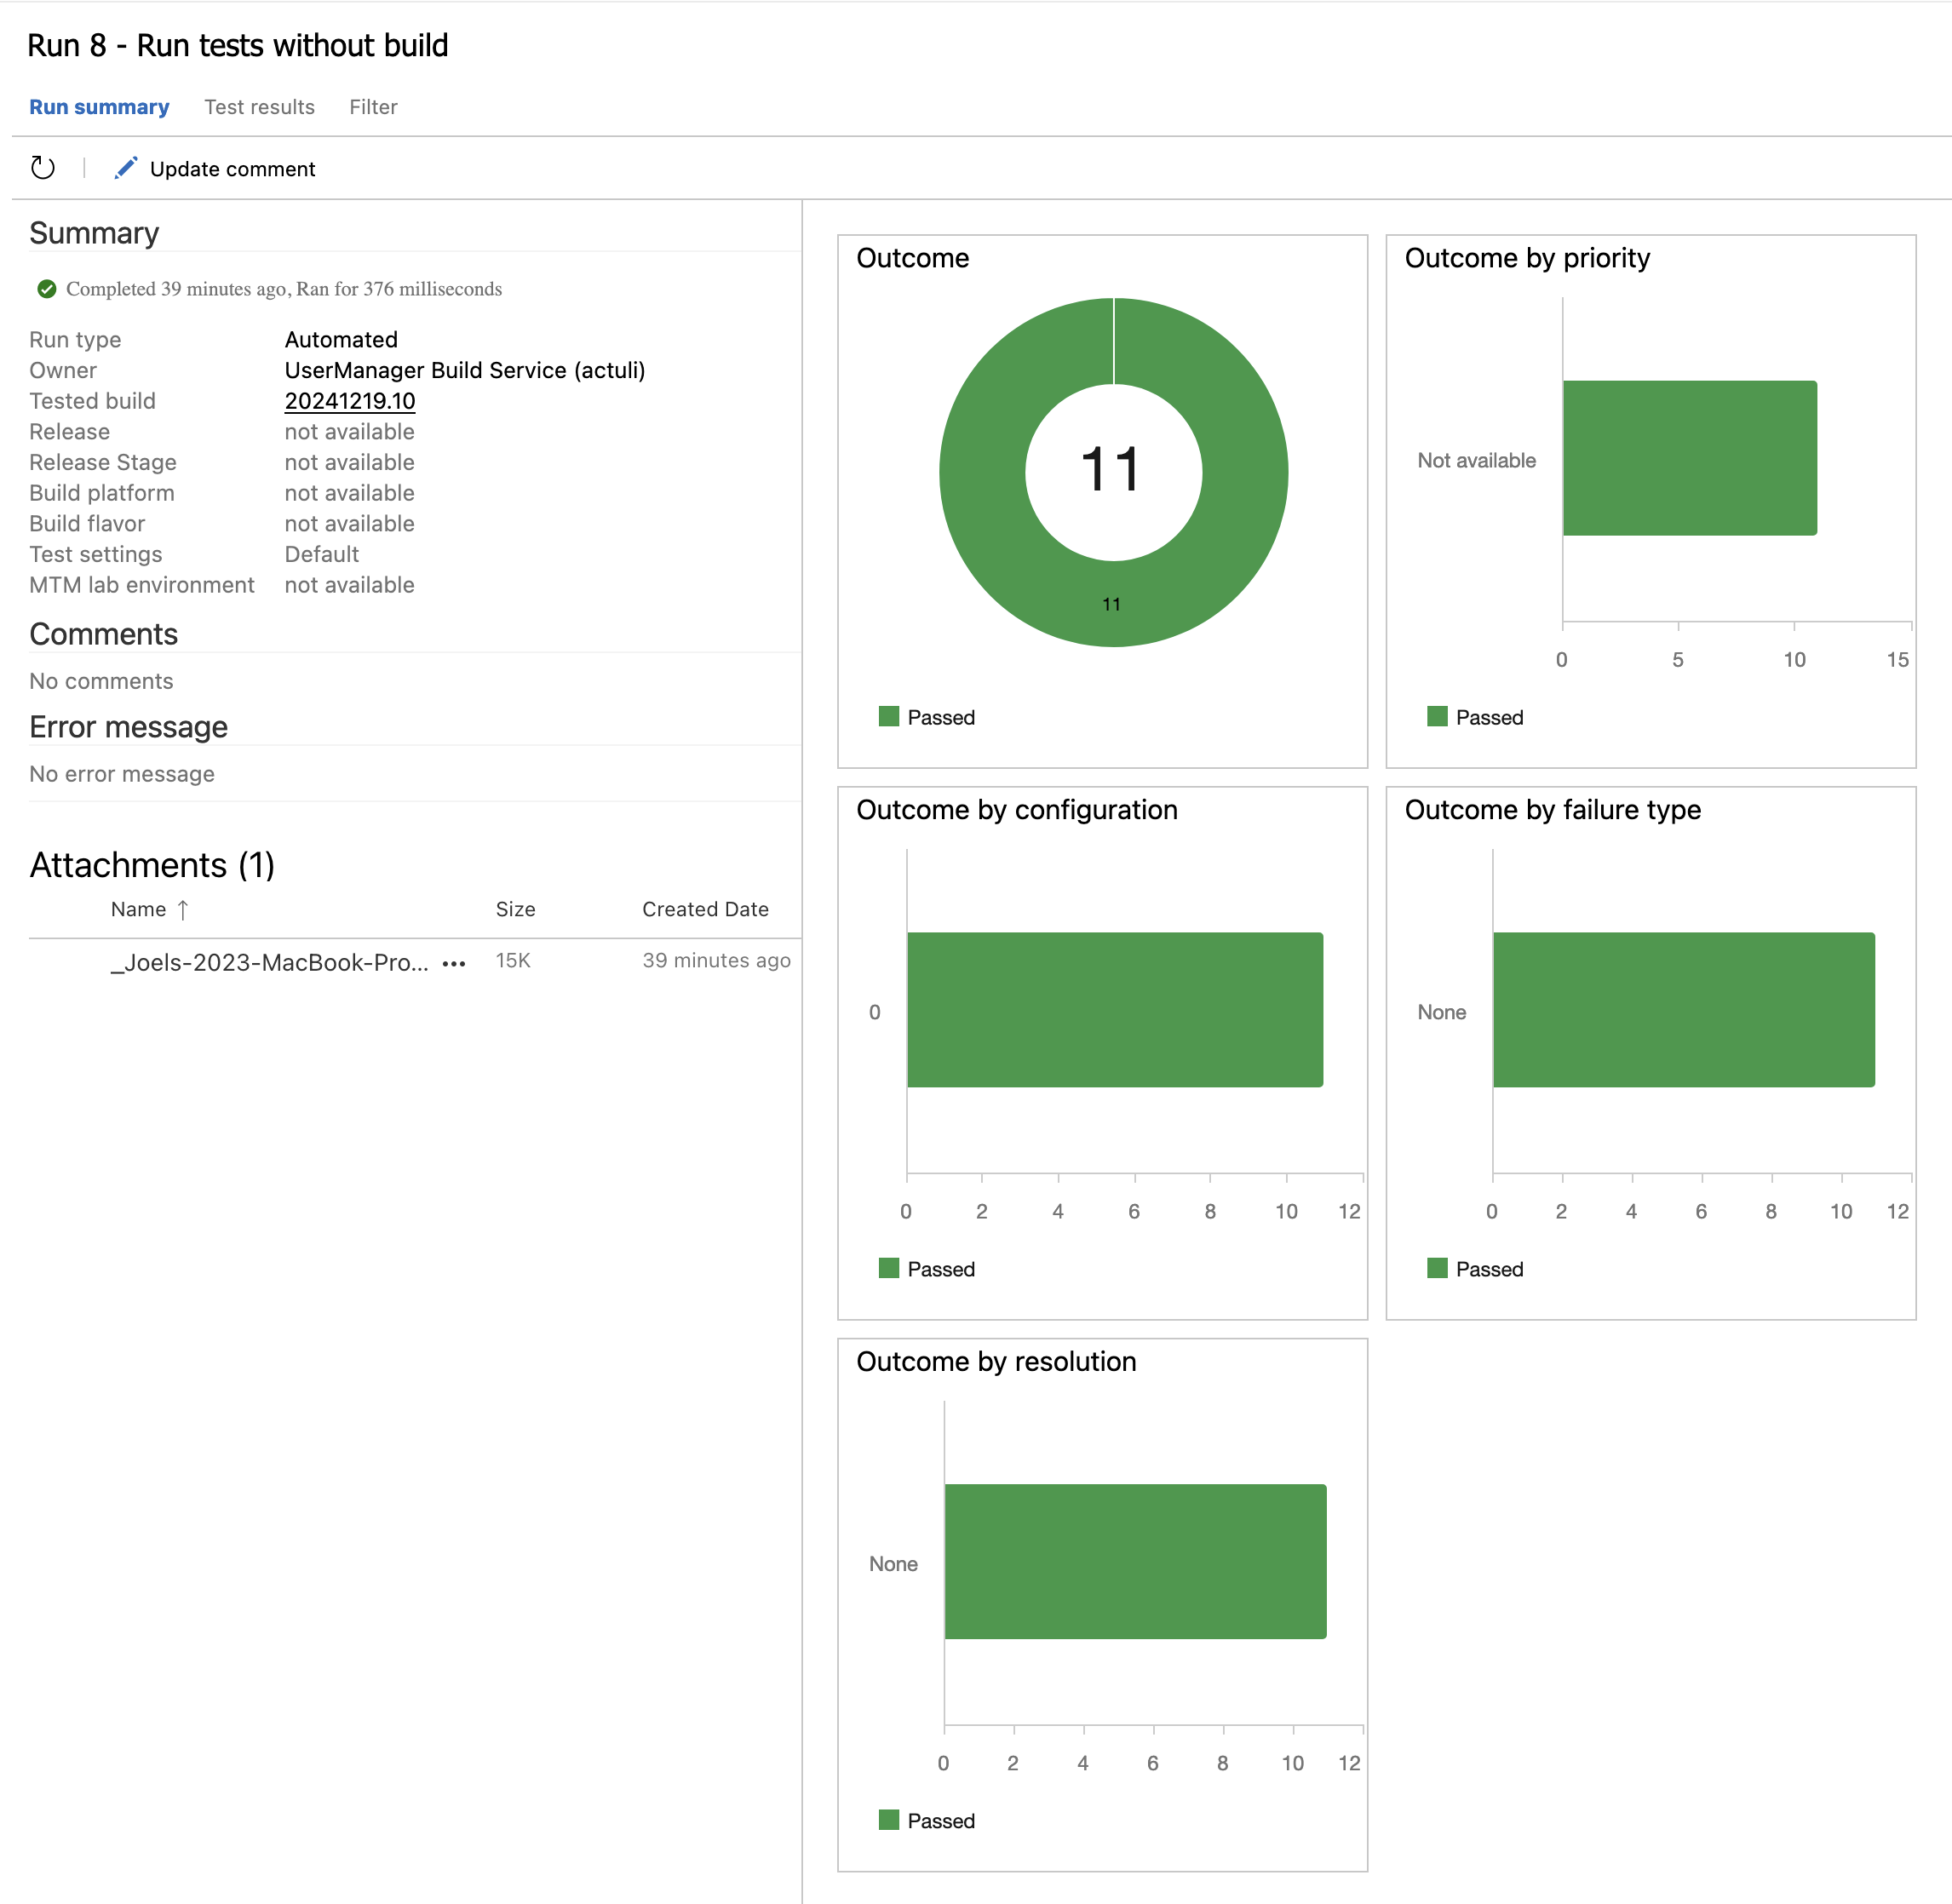 Run 8 - Run tests without build
Run summary Test results Filter
Update comment
Summary
Completed 39 minutes ago, Ran for 376 milliseconds
Run type Automated
Owner UserManager Build Service (actuli)
Tested build 20241219.10
Release not available
Release Stage not available
Build platform not available
Build flavor not available
Test settings Default
MTM lab environment not available
Comments
No comments
Error message
No error message
Attachments (1)
Name ↑ Size Created Date
_Joels-2023-MacBook-Pro... ••• 15K 39 minutes ago
Outcome
11
11
Passed
Outcome by priority
Not available
0 5 10 15
Passed
Outcome by configuration
0
0 2 4 6 8 10 12
Passed
Outcome by failure type
None
0 2 4 6 8 10 12
Passed
Outcome by resolution
None
0 2 4 6 8 10 12
Passed